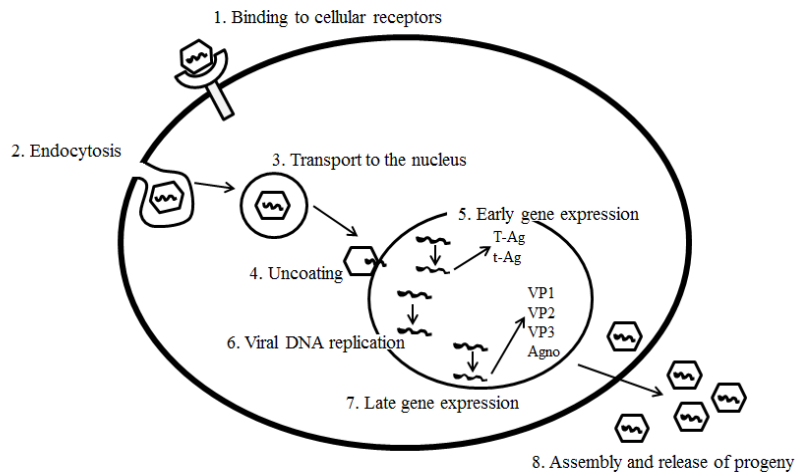 1. Binding to cellular receptors
2. Endocytosis
3. Transport to the nucleus
4. Uncoating
5. Early gene expression
T-Ag
t-Ag
6. Viral DNA replication
VP1
VP2
VP3
Agno
7. Late gene expression
8. Assembly and release of progeny